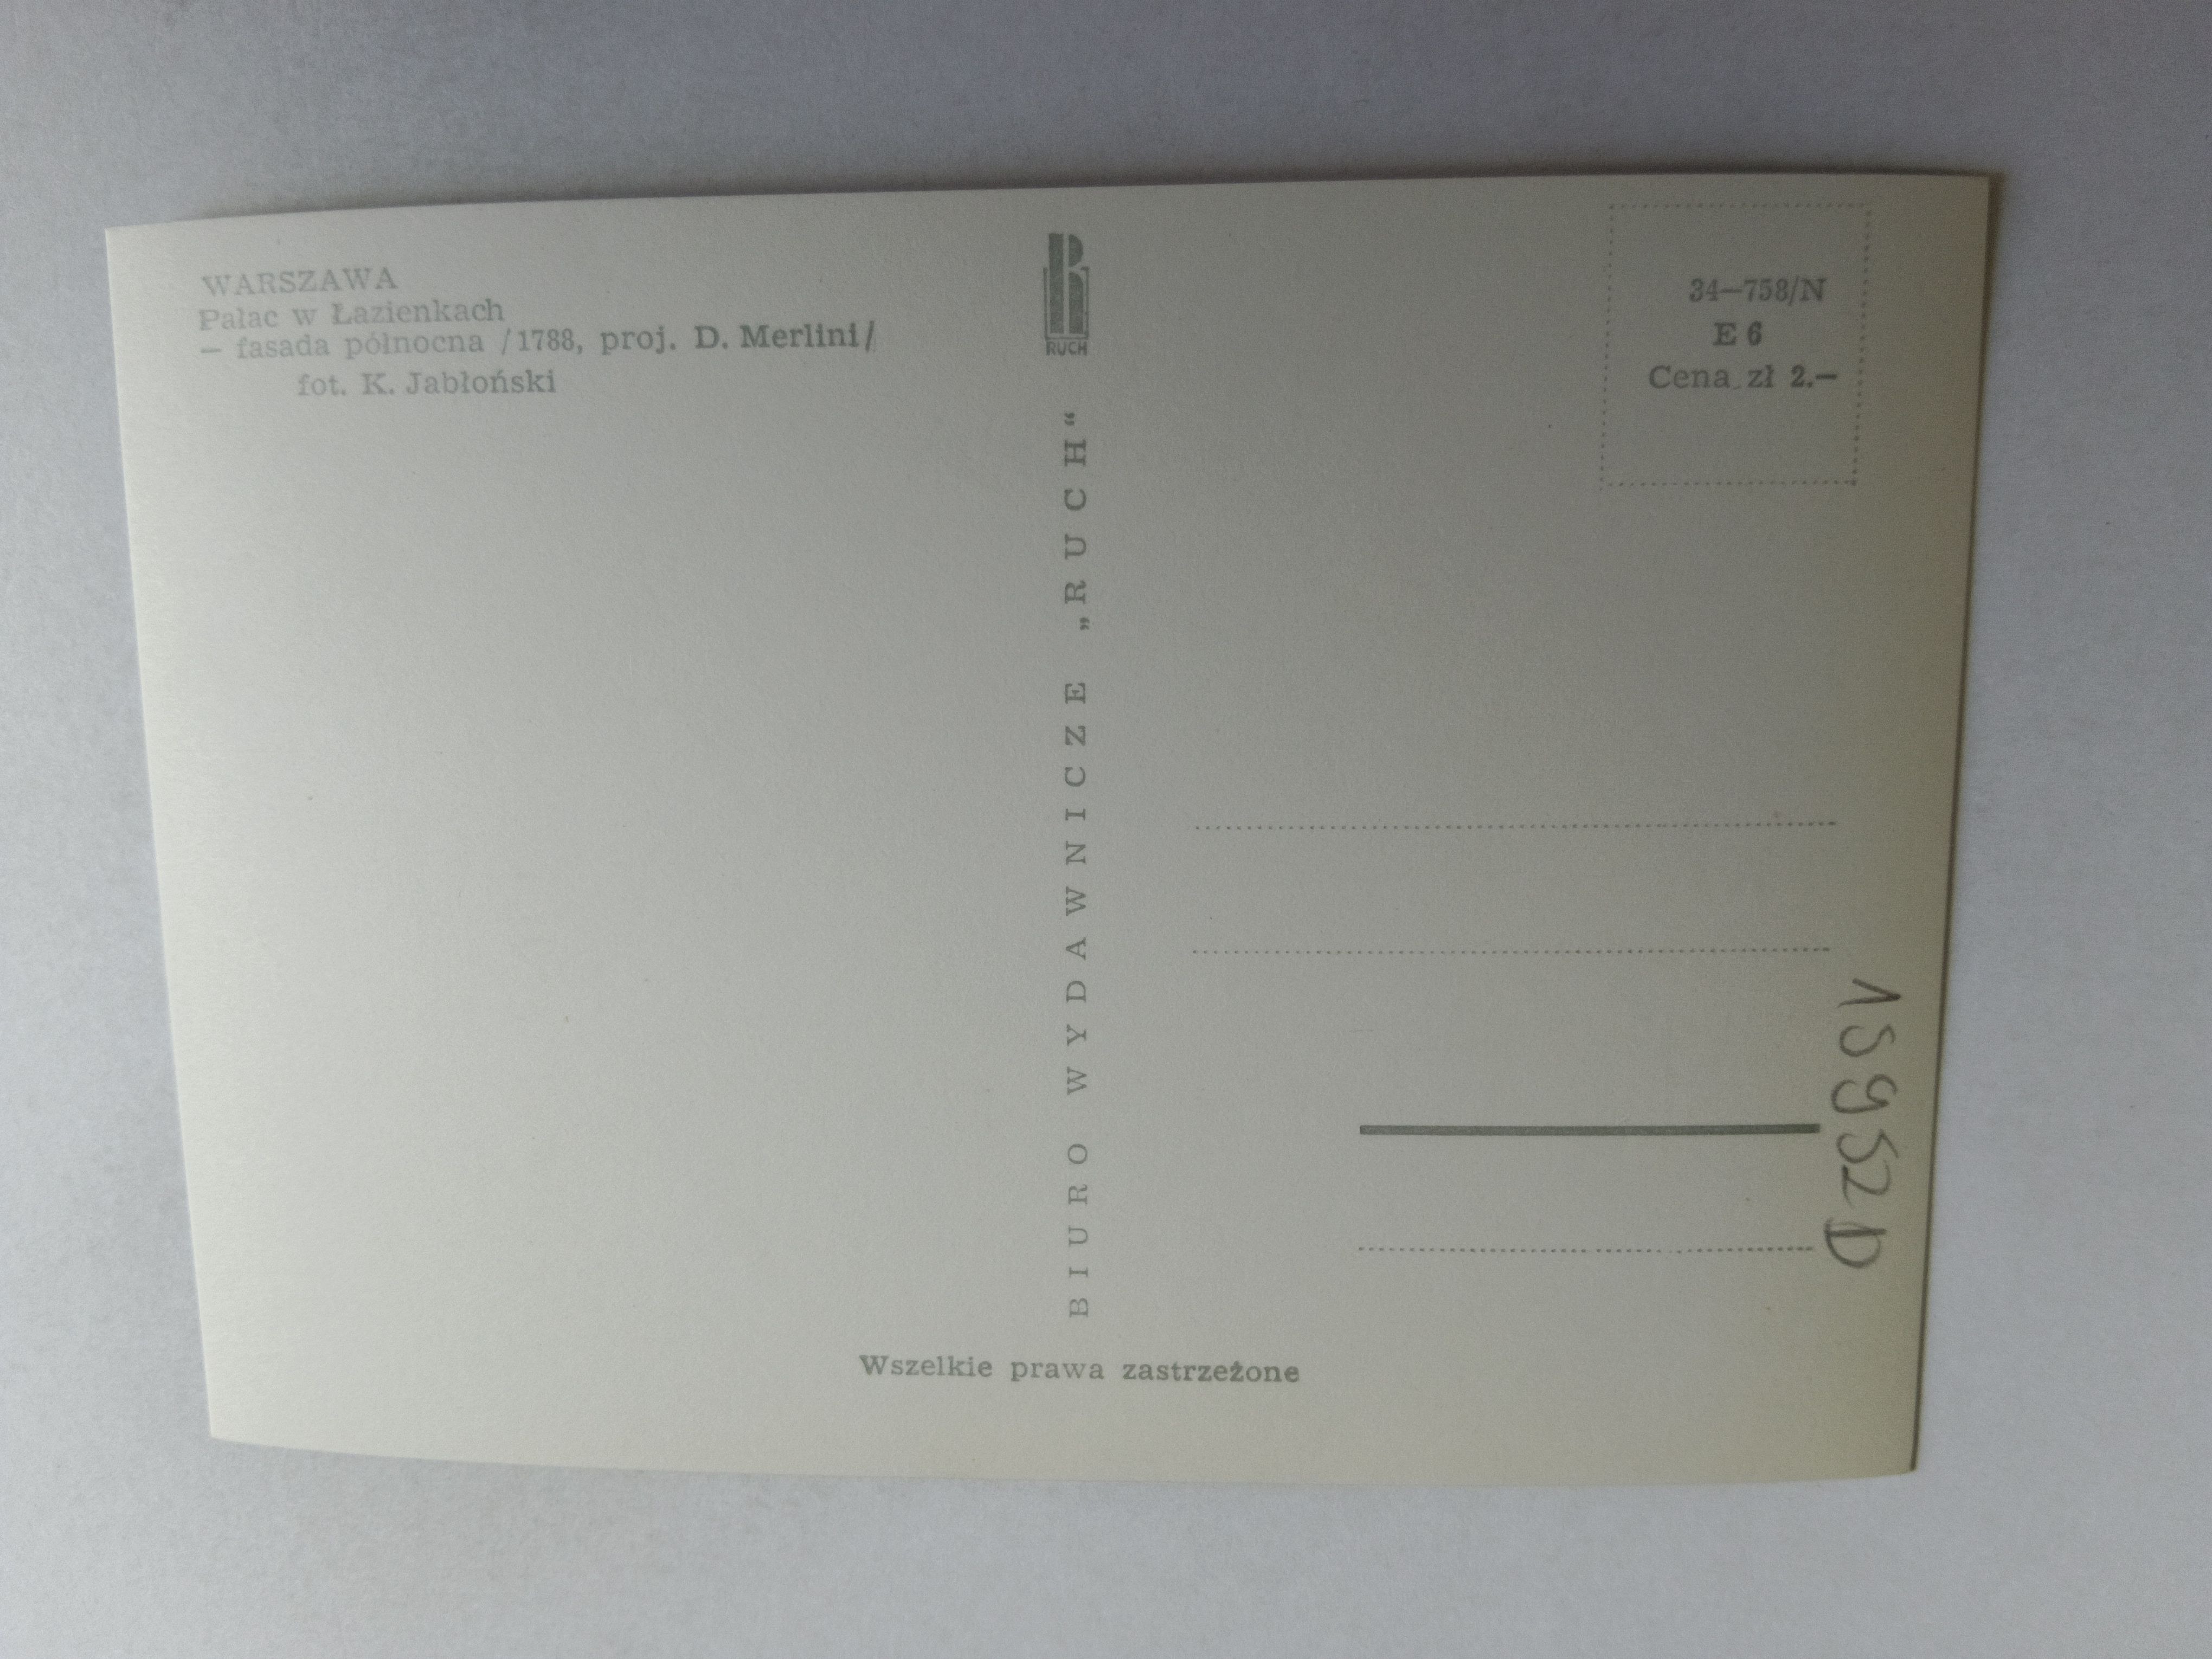 WARSZAWA
Pałac w Łazienkach
— fasada północna /1788, proj. D. Merlini/
fot. K. Jabłoński
RUCH
BIURO WYDAWNICZE „RUCH“
34—758/N
E 6
Cena zł 2.—
1S952D
Wszelkie prawa zastrzeżone